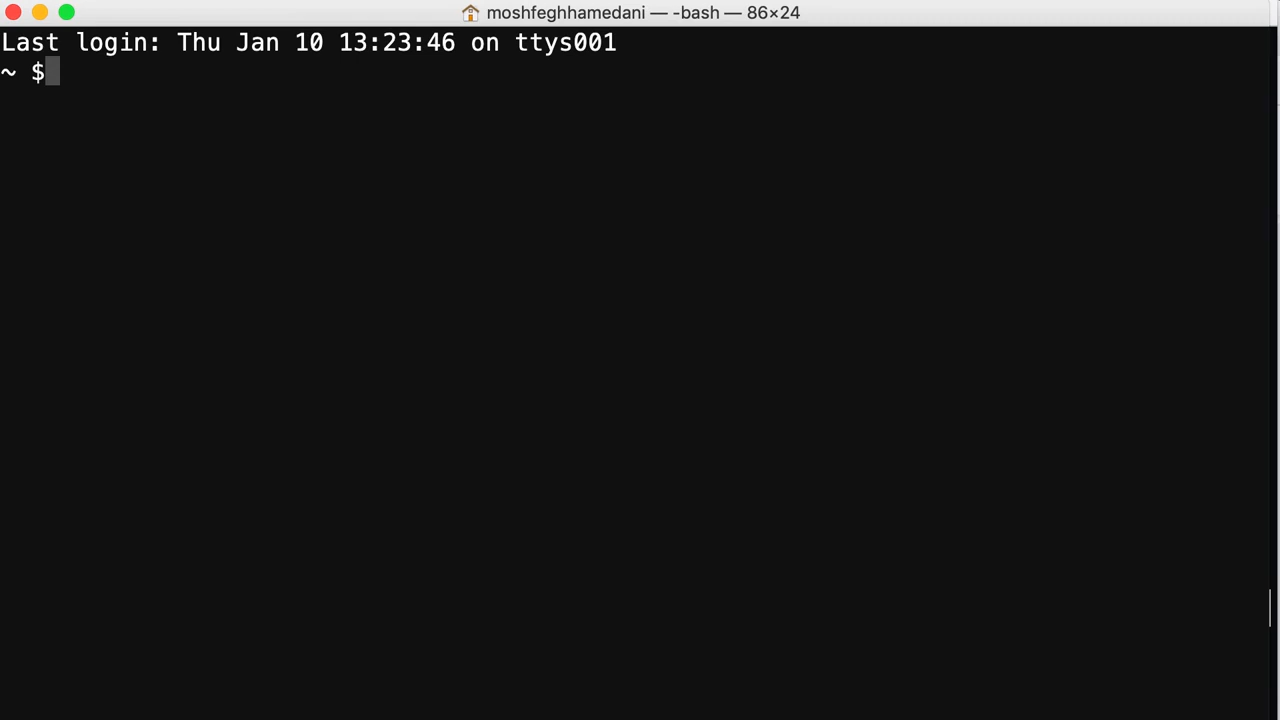 moshfeghhamedani — -bash — 86×24
Last login: Thu Jan 10 13:23:46 on ttys001
~ $